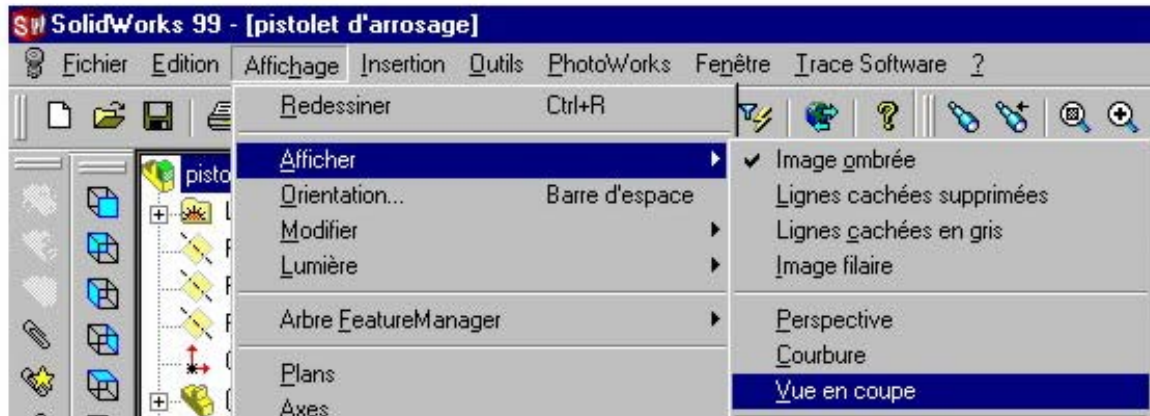 SW SolidWorks 99 - [pistolet d'arrosage]
Fichier Edition Affichage Insertion Outils PhotoWorks Fenêtre Trace Software ?
Redessiner Ctrl+R
Afficher
Orientation... Barre d'espace
Modifier
Lumière
Arbre FeatureManager
Plans
Axes
Image ombrée
Lignes cachées supprimées
Lignes cachées en gris
Image filaire
Perspective
Courbure
Vue en coupe